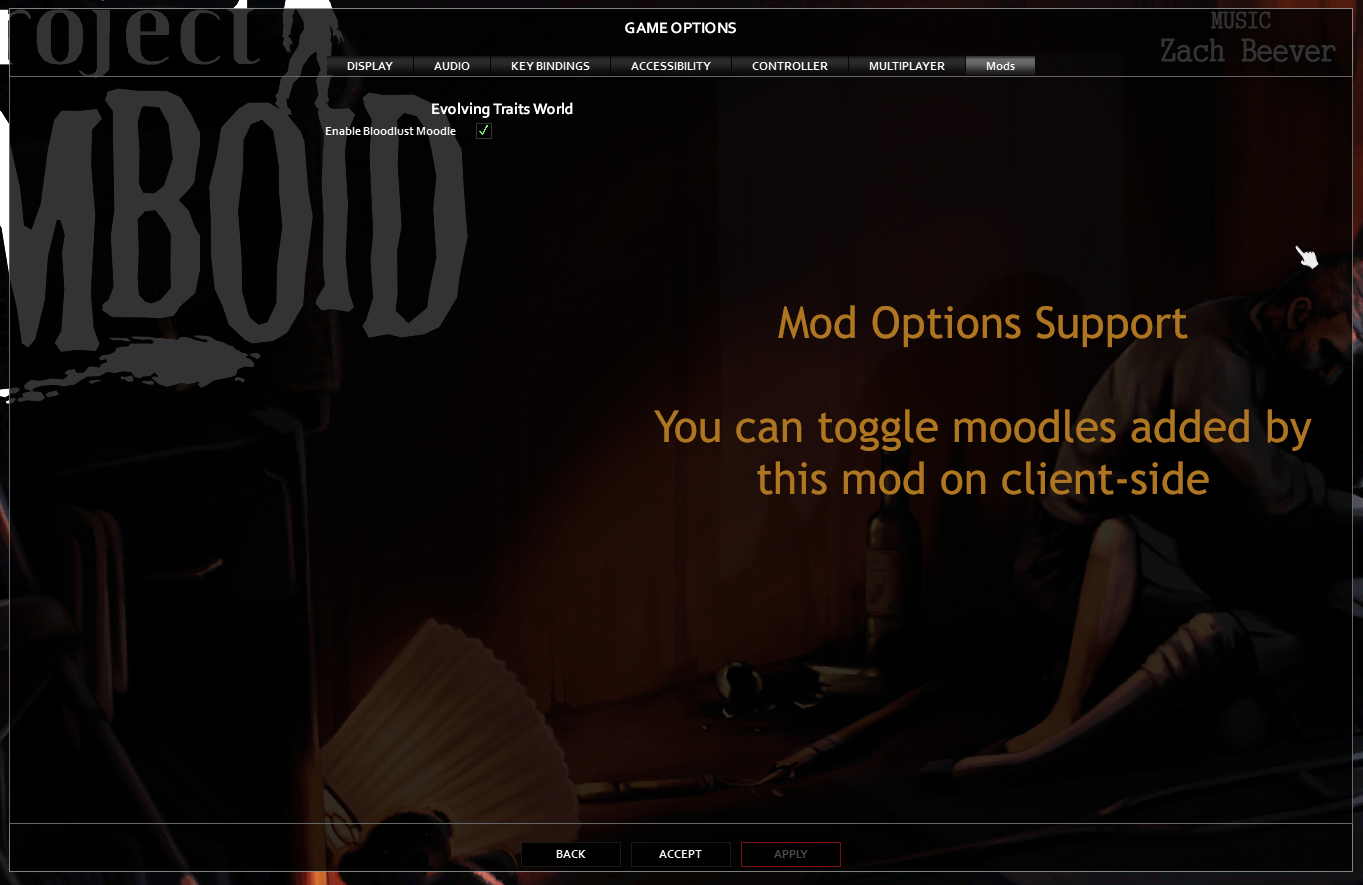 roject
MBOID
GAME OPTIONS
MUSIC
Zach Beever
DISPLAY AUDIO KEY BINDINGS ACCESSIBILITY CONTROLLER MULTIPLAYER Mods
Evolving Traits World
Enable Bloodlust Moodle
Mod Options Support
You can toggle moodles added by
this mod on client-side
BACK ACCEPT APPLY